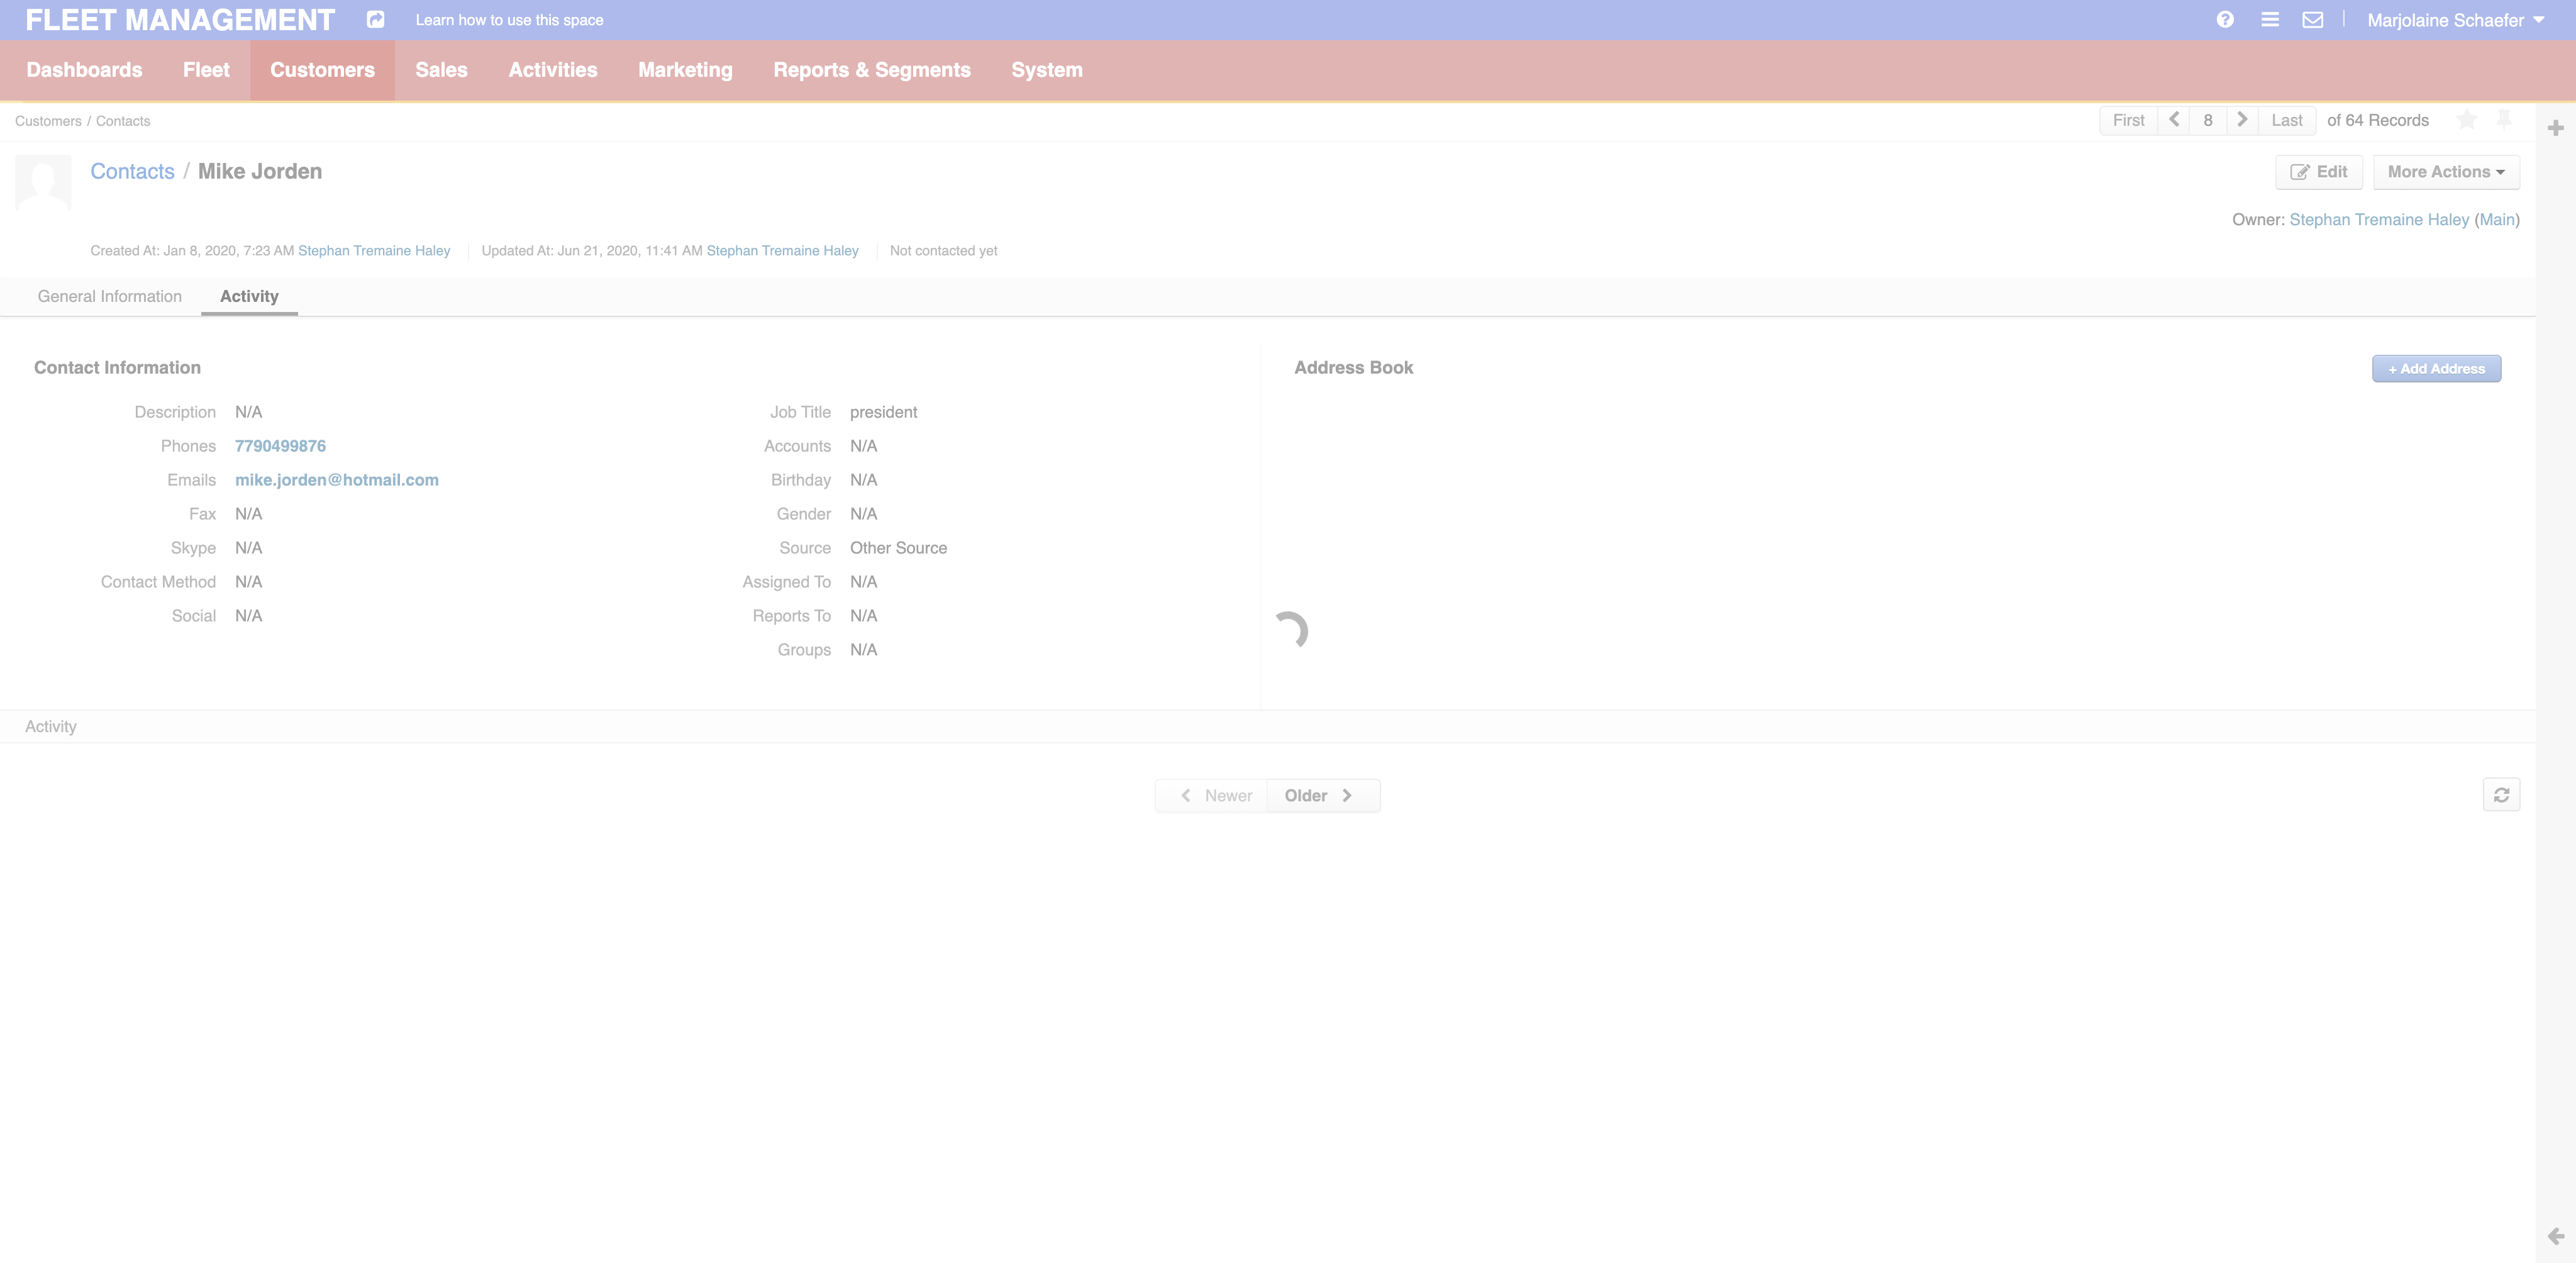 FLEET MANAGEMENT Learn how to use this space Marjolaine Schaefer
Dashboards Fleet Customers Sales Activities Marketing Reports & Segments System
Customers / Contacts First 8 Last of 64 Records
Contacts / Mike Jorden Edit More Actions
Owner: Stephan Tremaine Haley (Main)
Created At: Jan 8, 2020, 7:23 AM Stephan Tremaine Haley Updated At: Jun 21, 2020, 11:41 AM Stephan Tremaine Haley Not contacted yet
General Information Activity
Contact Information Address Book + Add Address
Description N/A Job Title president
Phones 7790499876 Accounts N/A
Emails mike.jorden@hotmail.com Birthday N/A
Fax N/A Gender N/A
Skype N/A Source Other Source
Contact Method N/A Assigned To N/A
Social N/A Reports To N/A
Groups N/A
Activity
Newer Older